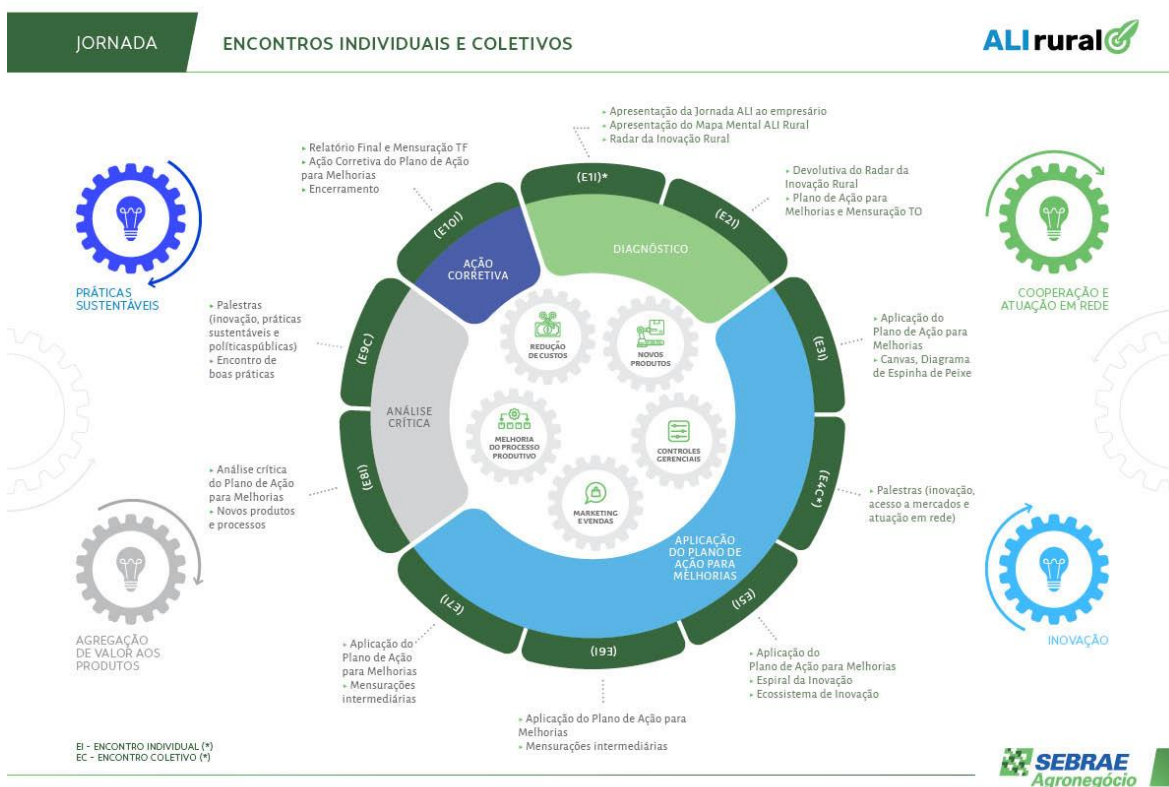 JORNADA
ENCONTROS INDIVIDUAIS E COLETIVOS
ALIrural
▸ Apresentação da Jornada ALI ao empresário
▸ Apresentação do Mapa Mental ALI Rural
▸ Radar da Inovação Rural
▸ Relatório Final e Mensuração TF
▸ Ação Corretiva do Plano de Ação
para Melhorias
▸ Encerramento
▸ Devolutiva do Radar da
Inovação Rural
▸ Plano de Ação para
Melhorias e Mensuração TO
(E1I)*
(E2I)
(E10I)
DIAGNÓSTICO
AÇÃO
CORRETIVA
PRÁTICAS
SUSTENTÁVEIS
COOPERAÇÃO E
ATUAÇÃO EM REDE
▸ Palestras
(inovação, práticas
sustentáveis e
políticaspúblicas)
▸ Encontro de
boas práticas
(E9C)
REDUÇÃO
DE CUSTOS
NOVOS
PRODUTOS
(E3I)
▸ Aplicação do
Plano de Ação para
Melhorias
▸ Canvas, Diagrama
de Espinha de Peixe
ANÁLISE
CRÍTICA
MELHORIA
DO PROCESSO
PRODUTIVO
CONTROLES
GERENCIAIS
MARKETING
E VENDAS
▸ Análise crítica
do Plano de Ação
para Melhorias
▸ Novos produtos
e processos
(E8I)
(E4C*)
▸ Palestras (inovação,
acesso a mercados e
atuação em rede)
APLICAÇÃO
DO PLANO DE
AÇÃO PARA
MELHORIAS
(E7I)
(E6I)
(E5I)
AGREGAÇÃO
DE VALOR AOS
PRODUTOS
INOVAÇÃO
▸ Aplicação do
Plano de Ação
para Melhorias
▸ Mensurações
intermediárias
▸ Aplicação do
Plano de Ação para Melhorias
▸ Espiral da Inovação
▸ Ecossistema de Inovação
▸ Aplicação do Plano de Ação para
Melhorias
▸ Mensurações intermediárias
EI - ENCONTRO INDIVIDUAL (*)
EC - ENCONTRO COLETIVO (*)
SEBRAE
Agronegócio